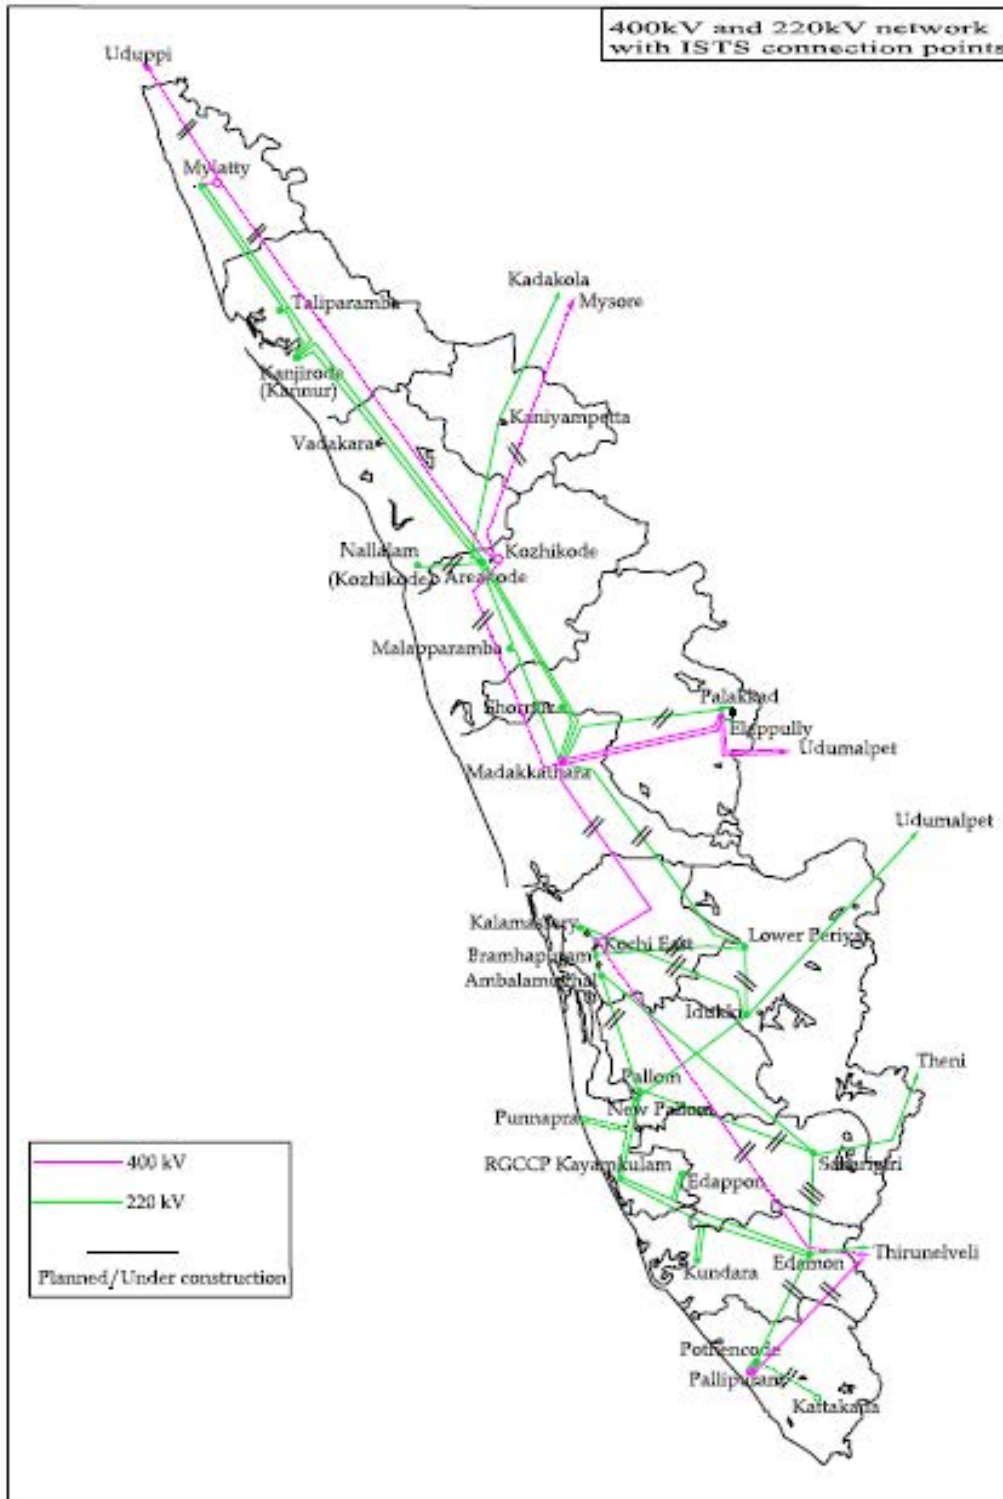 400kV and 220kV network
with ISTS connection points
Uduppi
Mylatty
Kadakola
Mysore
Taliparamba
Kanjirode
(Kannur)
Kaniyampetta
Vadakara
Nallalam
(Kozhikode)
Kozhikode
Areakode
Malapparamba
Palakkad
Shornur
Elappully
Udumalpet
Madakkathara
Udumalpet
Kalamassery
Kochi East
Lower Periyar
Bramhapuram
Ambalamughal
Idukki
Theni
Pallom
New Pallom
Punnapra
RGCCP Kayamkulam
Sabarigiri
Edappon
400 kV
220 kV
Planned/Under construction
Edamon
Thirunelveli
Kundara
Pothencode
Pallipuram
Kattakada